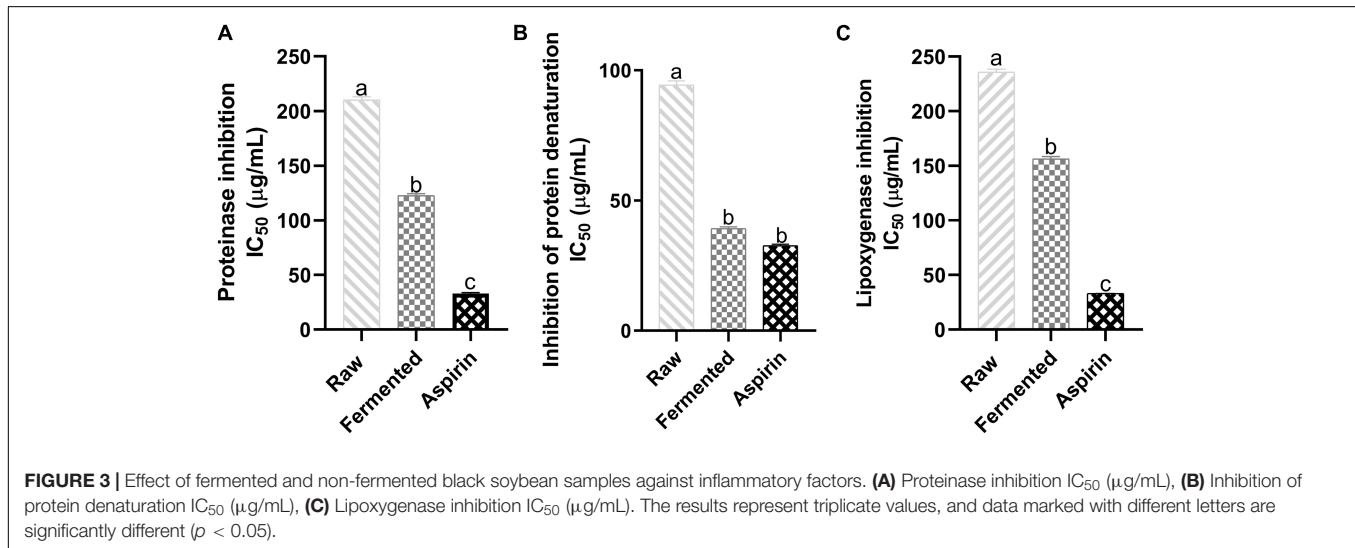 A
Proteinase inhibition
IC50 (μg/mL)
250
200
150
100
50
0
a
b
c
Raw
Fermented
Aspirin
B
Inhibition of protein denaturation
IC50 (μg/mL)
100
50
0
a
b
b
Raw
Fermented
Aspirin
C
Lipoxygenase inhibition
IC50 (μg/mL)
250
200
150
100
50
0
a
b
c
Raw
Fermented
Aspirin
FIGURE 3 | Effect of fermented and non-fermented black soybean samples against inflammatory factors. (A) Proteinase inhibition IC50 (μg/mL), (B) Inhibition of
protein denaturation IC50 (μg/mL), (C) Lipoxygenase inhibition IC50 (μg/mL). The results represent triplicate values, and data marked with different letters are
significantly different (p < 0.05).